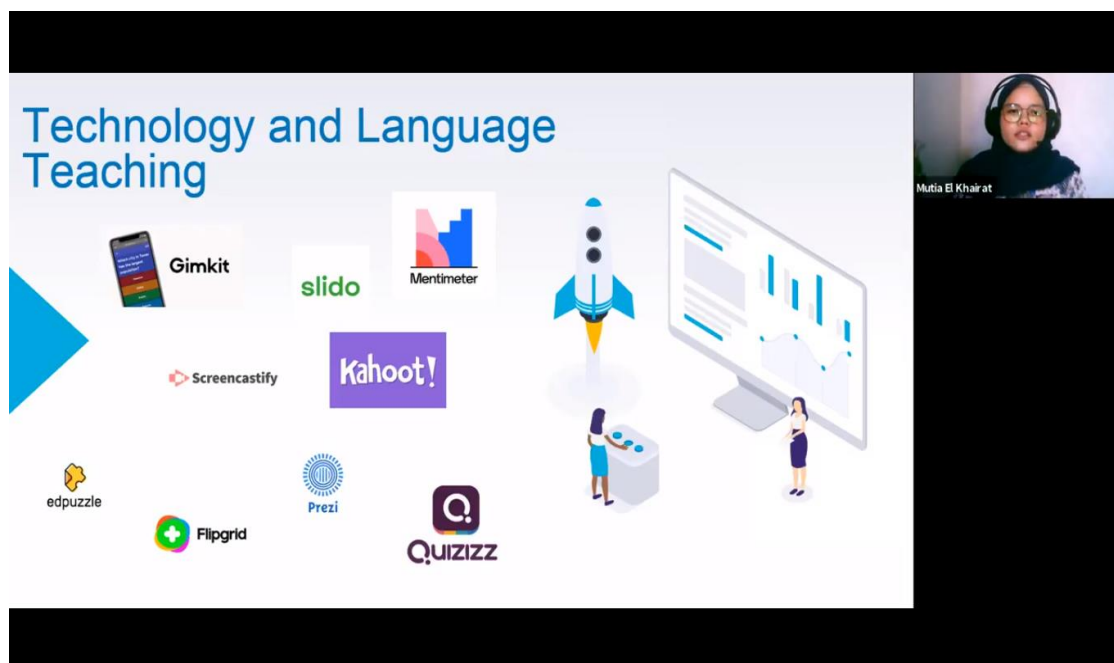 Technology and Language
Teaching
Gimkit
slido
Mentimeter
Screencastify
Kahoot!
edpuzzle
Flipgrid
Prezi
Quizizz
Mutia El Khairat